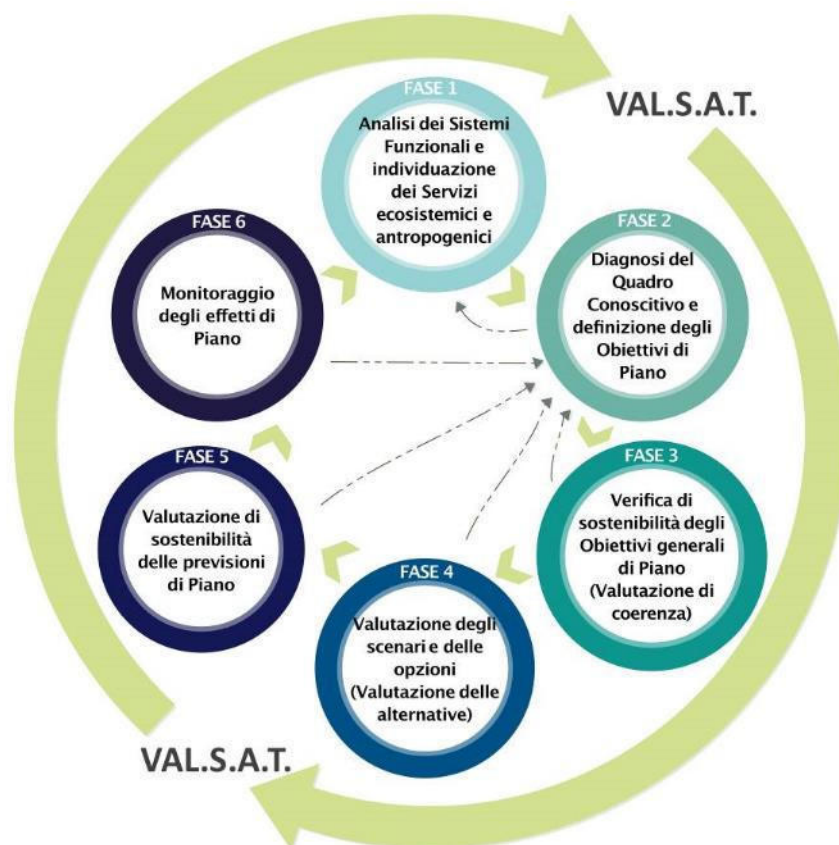 VAL.S.A.T.
FASE 1
Analisi dei Sistemi
Funzionali e
individuazione
dei Servizi
ecosistemici e
antropogenici
FASE 2
Diagnosi del
Quadro
Conoscitivo e
definizione degli
Obiettivi di
Piano
FASE 3
Verifica di
sostenibilità degli
Obiettivi generali
di Piano
(Valutazione di
coerenza)
FASE 4
Valutazione degli
scenari e delle
opzioni
(Valutazione delle
alternative)
FASE 5
Valutazione di
sostenibilità
delle previsioni
di Piano
FASE 6
Monitoraggio
degli effetti di
Piano
VAL.S.A.T.